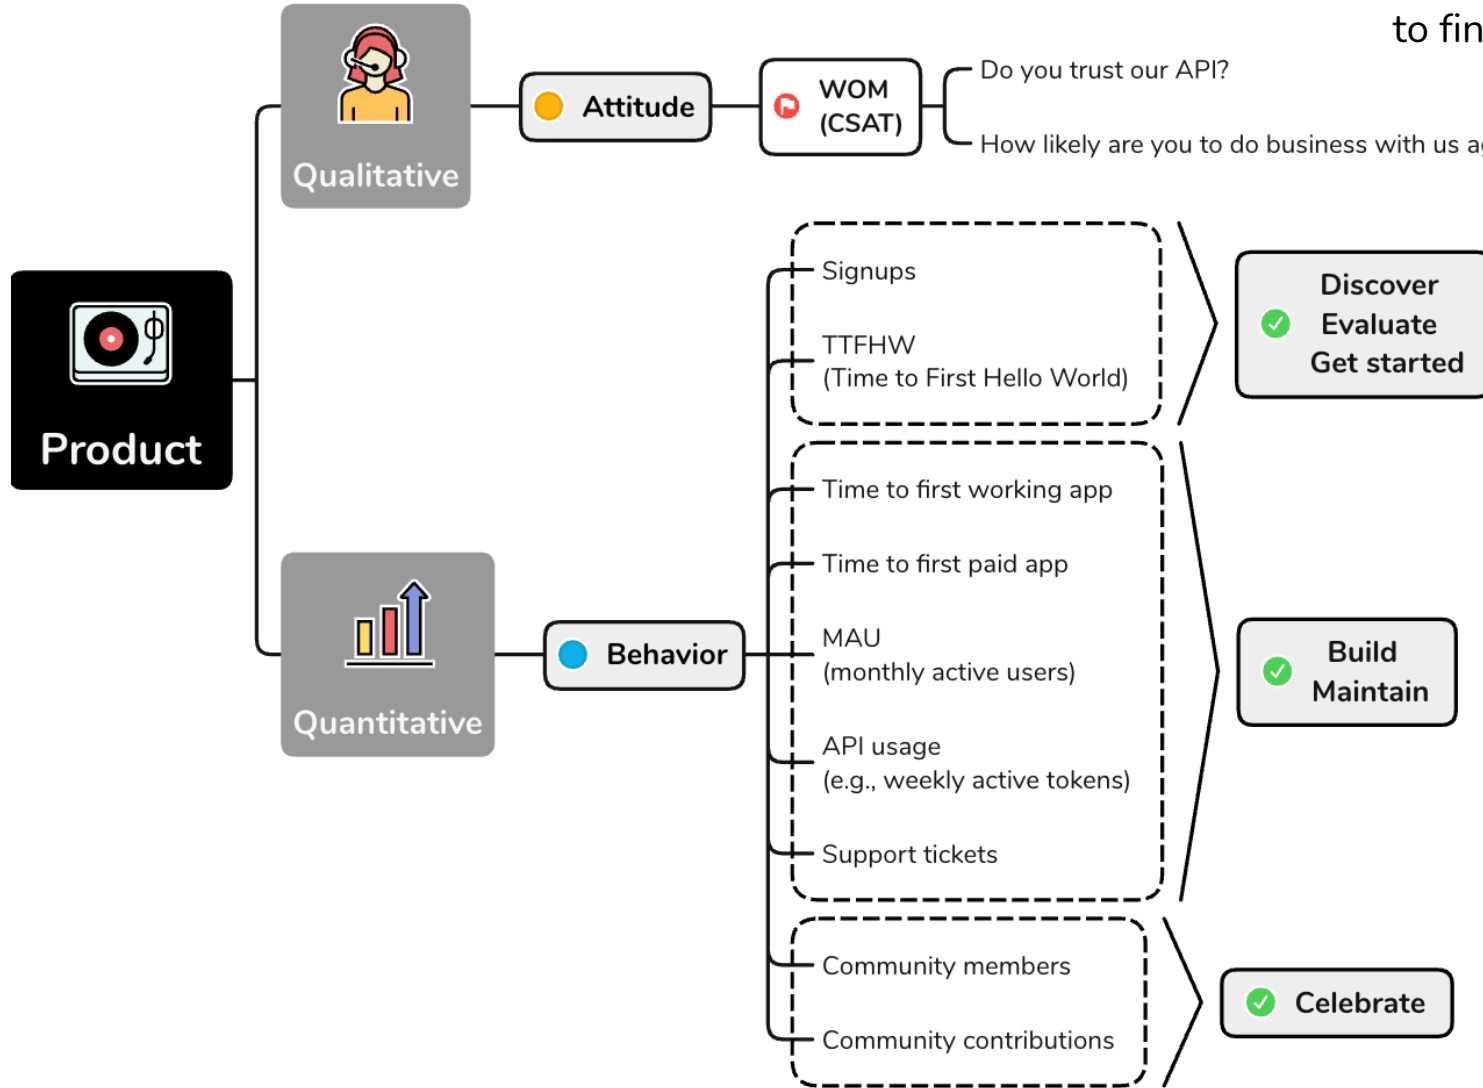 to fin
Do you trust our API?
WOM
(CSAT)
Attitude
How likely are you to do business with us ag
Qualitative
Signups
TTFHW
(Time to First Hello World)
Discover
Evaluate
Get started
Product
Time to first working app
Time to first paid app
MAU
(monthly active users)
Behavior
Build
Maintain
Quantitative
API usage
(e.g., weekly active tokens)
Support tickets
Community members
Celebrate
Community contributions